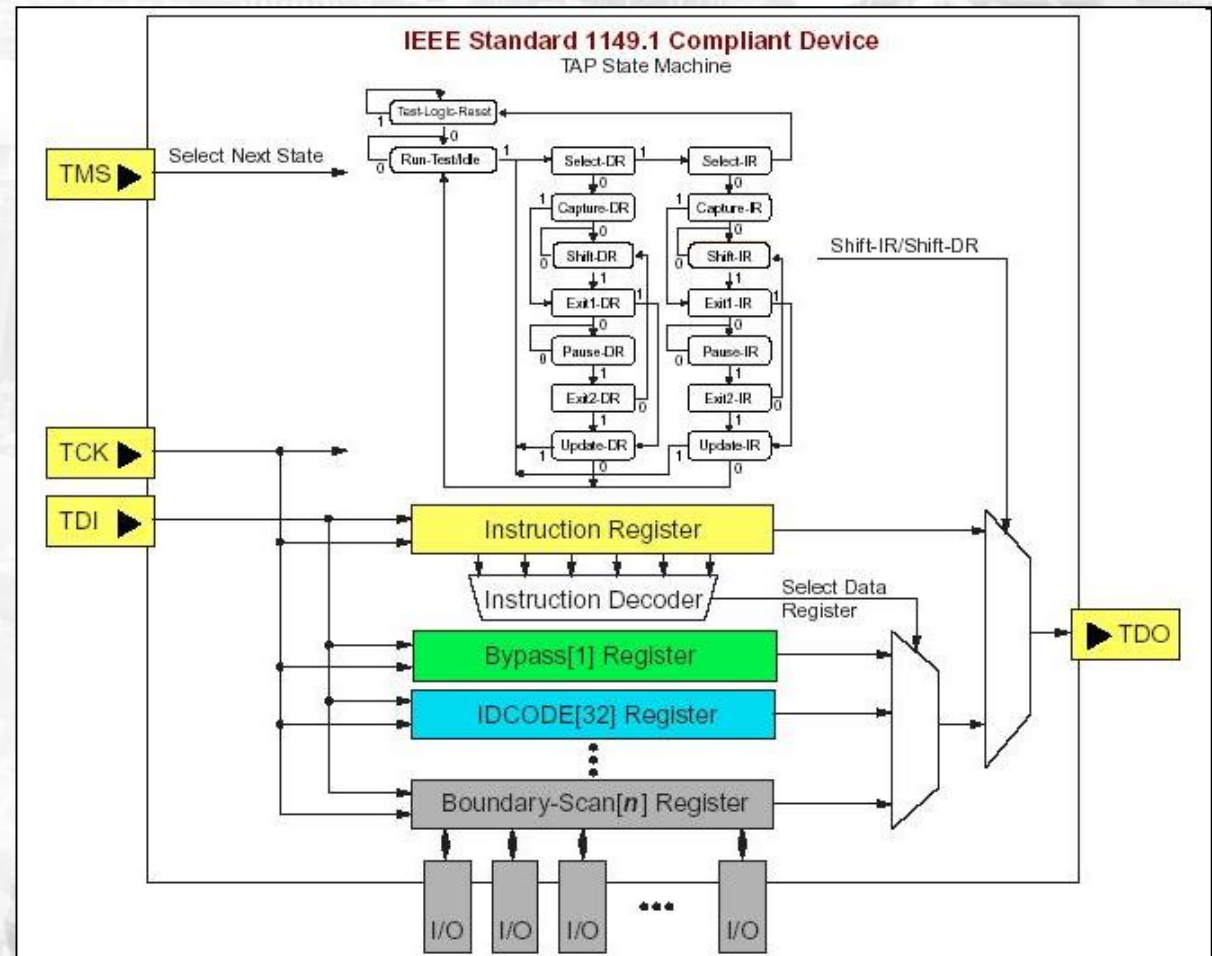 IEEE Standard 1149.1 Compliant Device
TAP State Machine
Test-Logic-Reset
1
0
TMS
Select Next State
Run-Test/Idle
0
1
Select-DR
1
Select-IR
0
0
1
Capture-DR
1
Capture-IR
0
0
Shift-DR
Shift-IR
Shift-IR/Shift-DR
0
0
1
1
Exit1-DR
1
Exit1-IR
1
0
0
Pause-DR
Pause-IR
0
0
1
1
Exit2-DR
0
Exit2-IR
0
1
1
TCK
Update-DR
Update-IR
1
0
1
0
TDI
Instruction Register
Instruction Decoder
Select Data
Register
TDO
Bypass[1] Register
IDCODE[32] Register
Boundary-Scan[n] Register
I/O
I/O
I/O
I/O